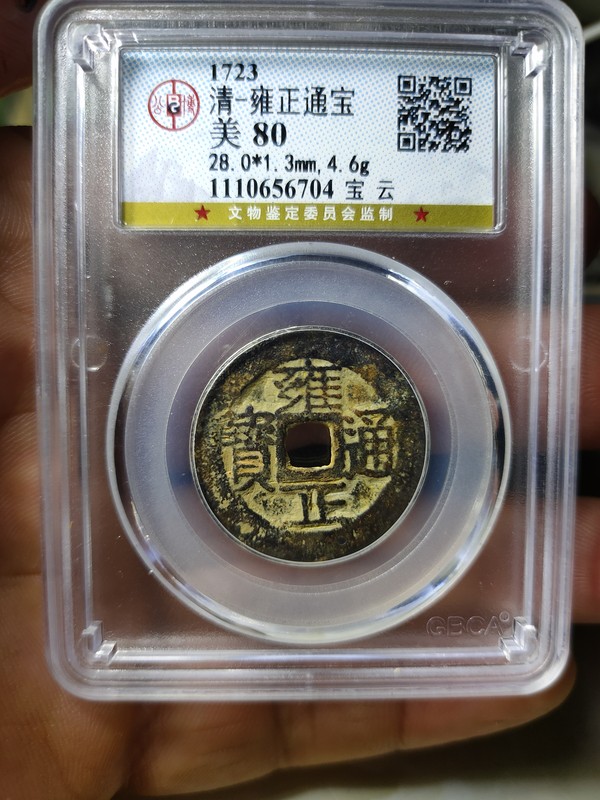 1723
清-雍正通宝
美 80
28.0*1.3mm, 4.6g
1110656704 宝 云
★ 文物鉴定委员会监制 ★
雍正通寳
GBCA